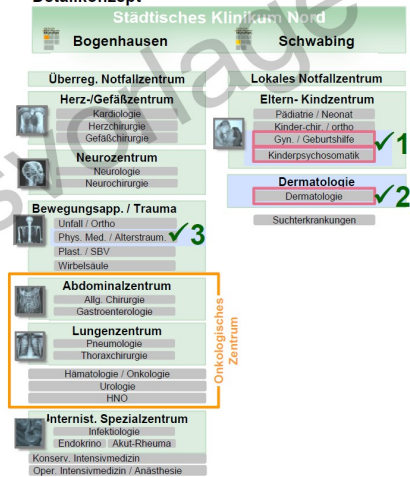 Detailkonzept
Städtisches Klinikum Nord
Bogenhausen
Schwabing
Überreg. Notfallzentrum
Herz-/Gefäßzentrum
Kardiologie
Herzchirurgie
Gefäßchirurgie
Neurozentrum
Neurologie
Neurochirurgie
Bewegungsapp. / Trauma
Unfall / Ortho
Phys. Med. / Alterstraum. ✓3
Plast. / SBV
Wirbelsäule
Abdominalzentrum
Allg. Chirurgie
Gastroenterologie
Lungenzentrum
Pneumologie
Thoraxchirurgie
Hämatologie / Onkologie
Urologie
HNO
Onkologisches
Zentrum
Internist. Spezialzentrum
Infektiologie
Endokrino Akut-Rheuma
Konserv. Intensivmedizin
Oper. Intensivmedizin / Anästhesie
Lokales Notfallzentrum
Eltern- Kindzentrum
Pädiatrie / Neonat
Kinder-chir. / ortho
Gyn. / Geburtshilfe ✓1
Kinderpsychosomatik
Dermatologie
Dermatologie ✓2
Suchterkrankungen
svorlage